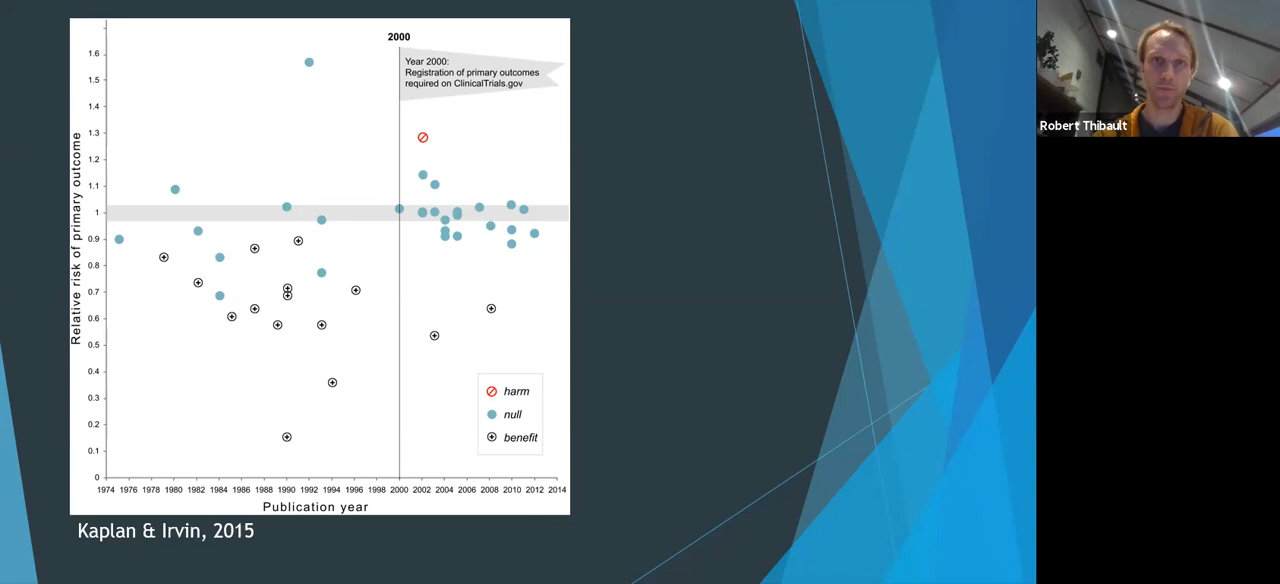 2000
Year 2000:
Registration of primary outcomes
required on ClinicalTrials.gov
Relative risk of primary outcome
1.6
1.5
1.4
1.3
1.2
1.1
1
0.9
0.8
0.7
0.6
0.5
0.4
0.3
0.2
0.1
0
harm
null
benefit
1974 1976 1978 1980 1982 1984 1986 1988 1990 1992 1994 1996 1998 2000 2002 2004 2006 2008 2010 2012 2014
Publication year
Kaplan & Irvin, 2015
Robert Thibault